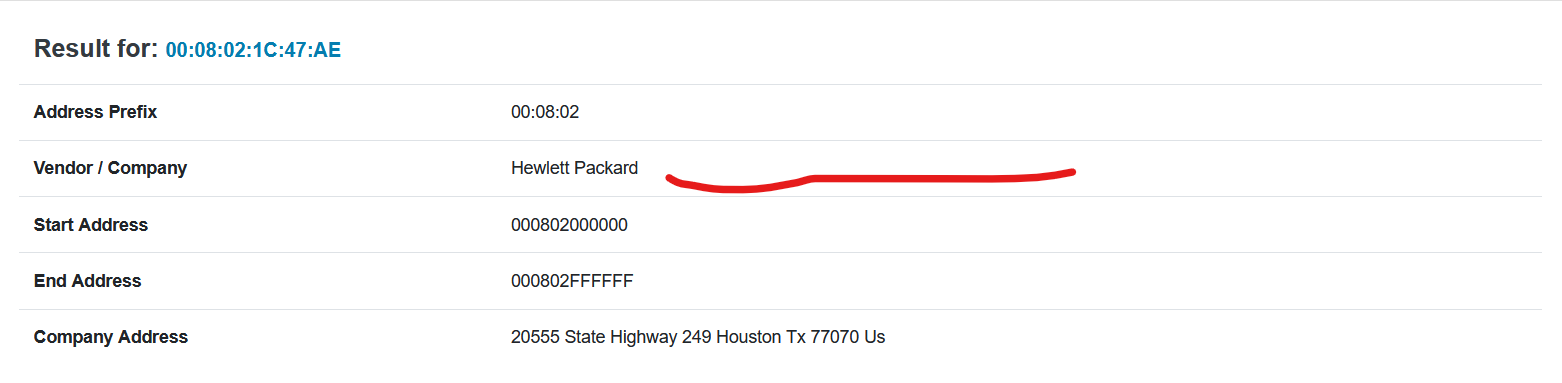 Result for: 00:08:02:1C:47:AE
Address Prefix 00:08:02
Vendor / Company Hewlett Packard
Start Address 000802000000
End Address 000802FFFFFF
Company Address 20555 State Highway 249 Houston Tx 77070 Us